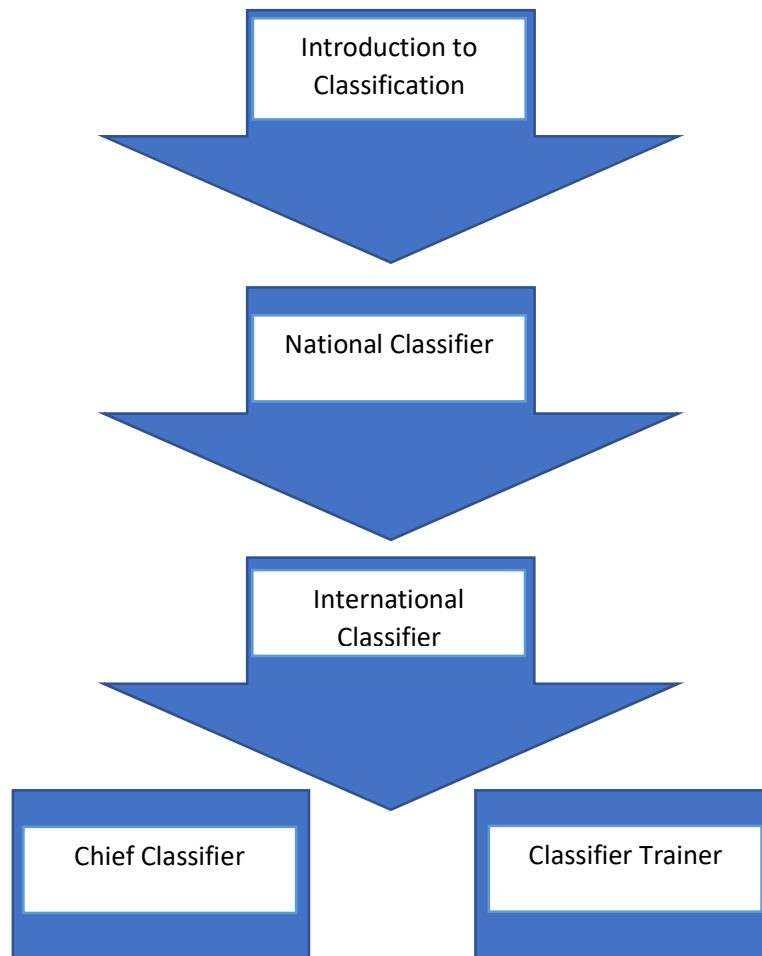 Introduction to
Classification
National Classifier
International
Classifier
Chief Classifier
Classifier Trainer